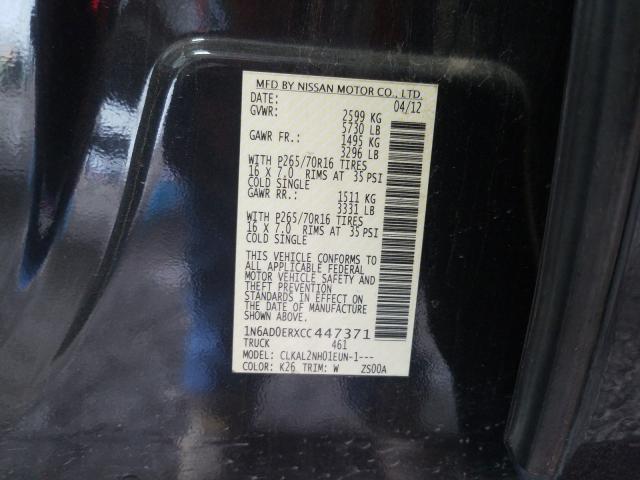 MFD BY NISSAN MOTOR CO., LTD.
DATE: 04/12
GVWR: 2599 KG
5730 LB
GAWR FR.: 1495 KG
3296 LB
WITH P265/70R16 TIRES
16 X 7.0 RIMS AT 35 PSI
COLD SINGLE
GAWR RR.: 1511 KG
3331 LB
WITH P265/70R16 TIRES
16 X 7.0 RIMS AT 35 PSI
COLD SINGLE
THIS VEHICLE CONFORMS TO
ALL APPLICABLE FEDERAL
MOTOR VEHICLE SAFETY AND
THEFT PREVENTION
STANDARDS IN EFFECT ON
THE DATE OF MANUFACTURE
SHOWN ABOVE.
1N6AD0ERXCC447371
TRUCK 461
MODEL: CLKAL2NH01EUN-1---
COLOR: K26 TRIM: W ZS00A